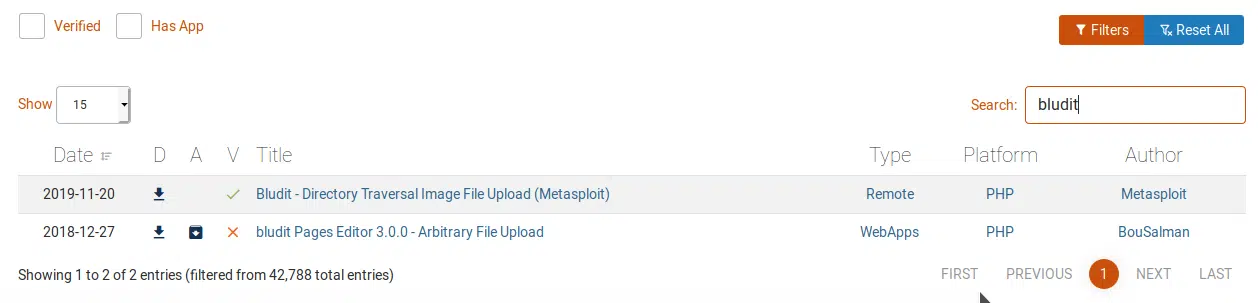 Verified Has App Filters Reset All
Show 15 Search: bludit
Date D A V Title Type Platform Author
2019-11-20 Bludit - Directory Traversal Image File Upload (Metasploit) Remote PHP Metasploit
2018-12-27 bludit Pages Editor 3.0.0 - Arbitrary File Upload WebApps PHP BouSalman
Showing 1 to 2 of 2 entries (filtered from 42,788 total entries) FIRST PREVIOUS 1 NEXT LAST